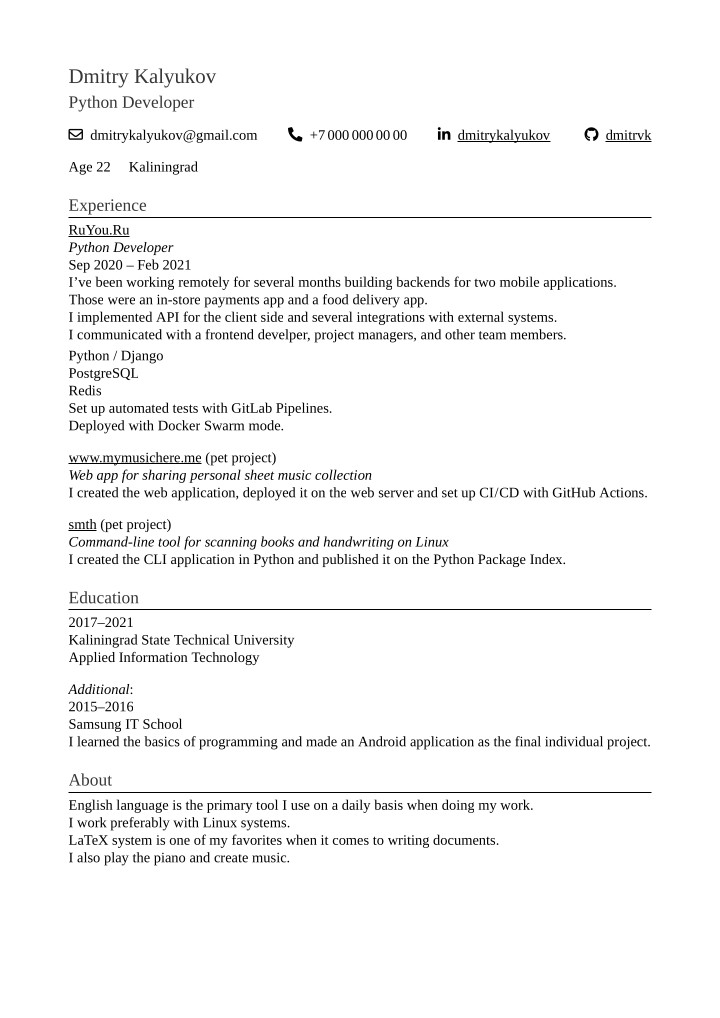 Dmitry Kalyukov
Python Developer
dmitrykalyukov@gmail.com +7 000 000 00 00 dmitrykalyukov dmitrvk
Age 22 Kaliningrad
Experience
RuYou.Ru
Python Developer
Sep 2020 – Feb 2021
I’ve been working remotely for several months building backends for two mobile applications.
Those were an in-store payments app and a food delivery app.
I implemented API for the client side and several integrations with external systems.
I communicated with a frontend develper, project managers, and other team members.
Python / Django
PostgreSQL
Redis
Set up automated tests with GitLab Pipelines.
Deployed with Docker Swarm mode.
www.mymusichere.me (pet project)
Web app for sharing personal sheet music collection
I created the web application, deployed it on the web server and set up CI/CD with GitHub Actions.
smth (pet project)
Command-line tool for scanning books and handwriting on Linux
I created the CLI application in Python and published it on the Python Package Index.
Education
2017–2021
Kaliningrad State Technical University
Applied Information Technology
Additional:
2015–2016
Samsung IT School
I learned the basics of programming and made an Android application as the final individual project.
About
English language is the primary tool I use on a daily basis when doing my work.
I work preferably with Linux systems.
LaTeX system is one of my favorites when it comes to writing documents.
I also play the piano and create music.